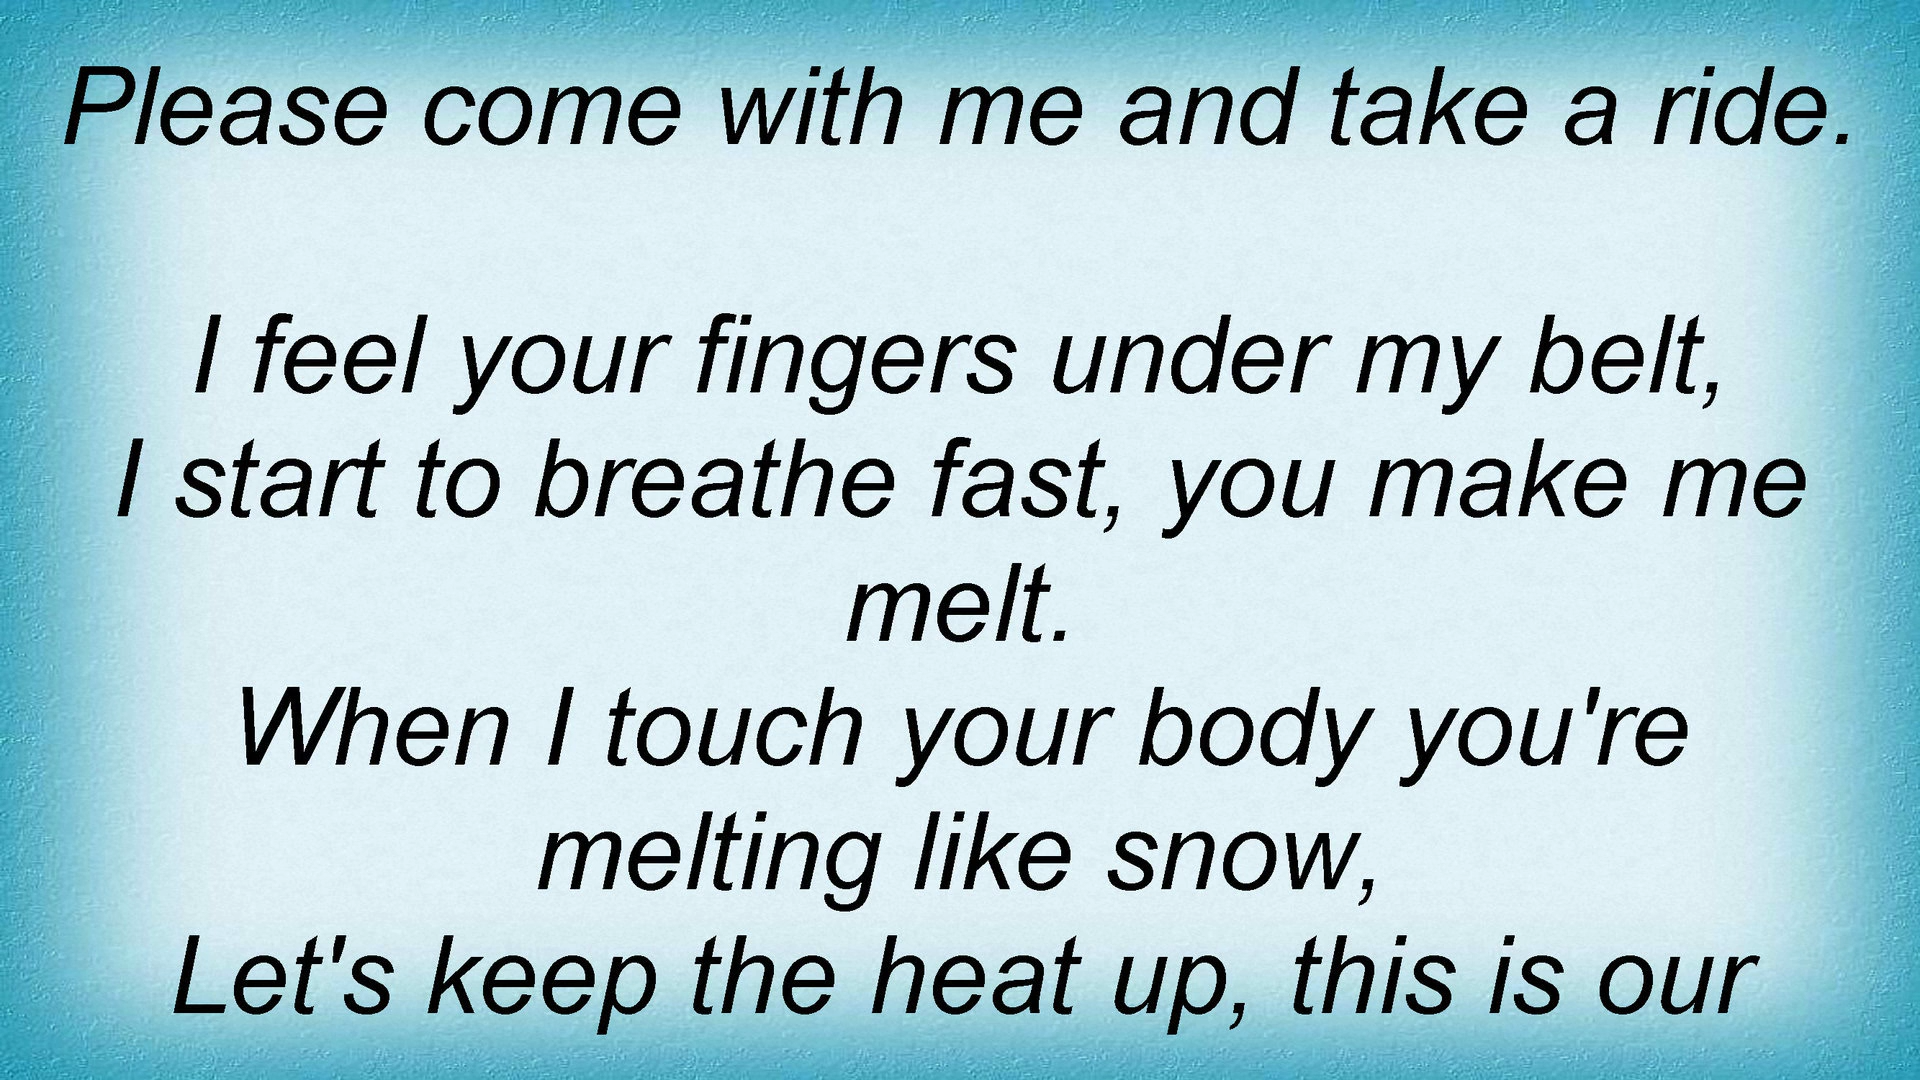 Please come with me and take a ride.
I feel your fingers under my belt,
I start to breathe fast, you make me
melt.
When I touch your body you're
melting like snow,
Let's keep the heat up, this is our